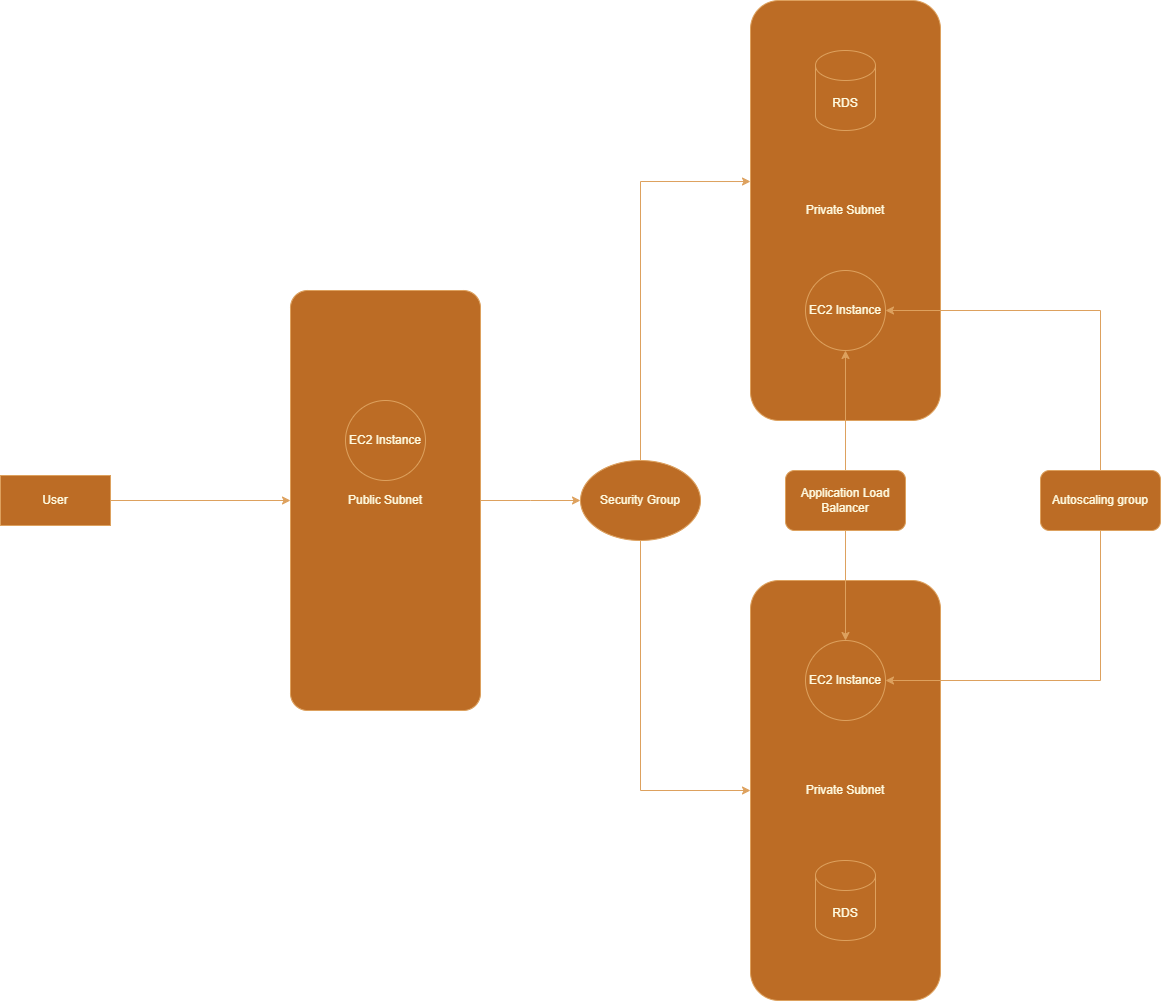 RDS
Private Subnet
EC2 Instance
EC2 Instance
User
Public Subnet
Security Group
Application Load
Balancer
Autoscaling group
EC2 Instance
Private Subnet
RDS